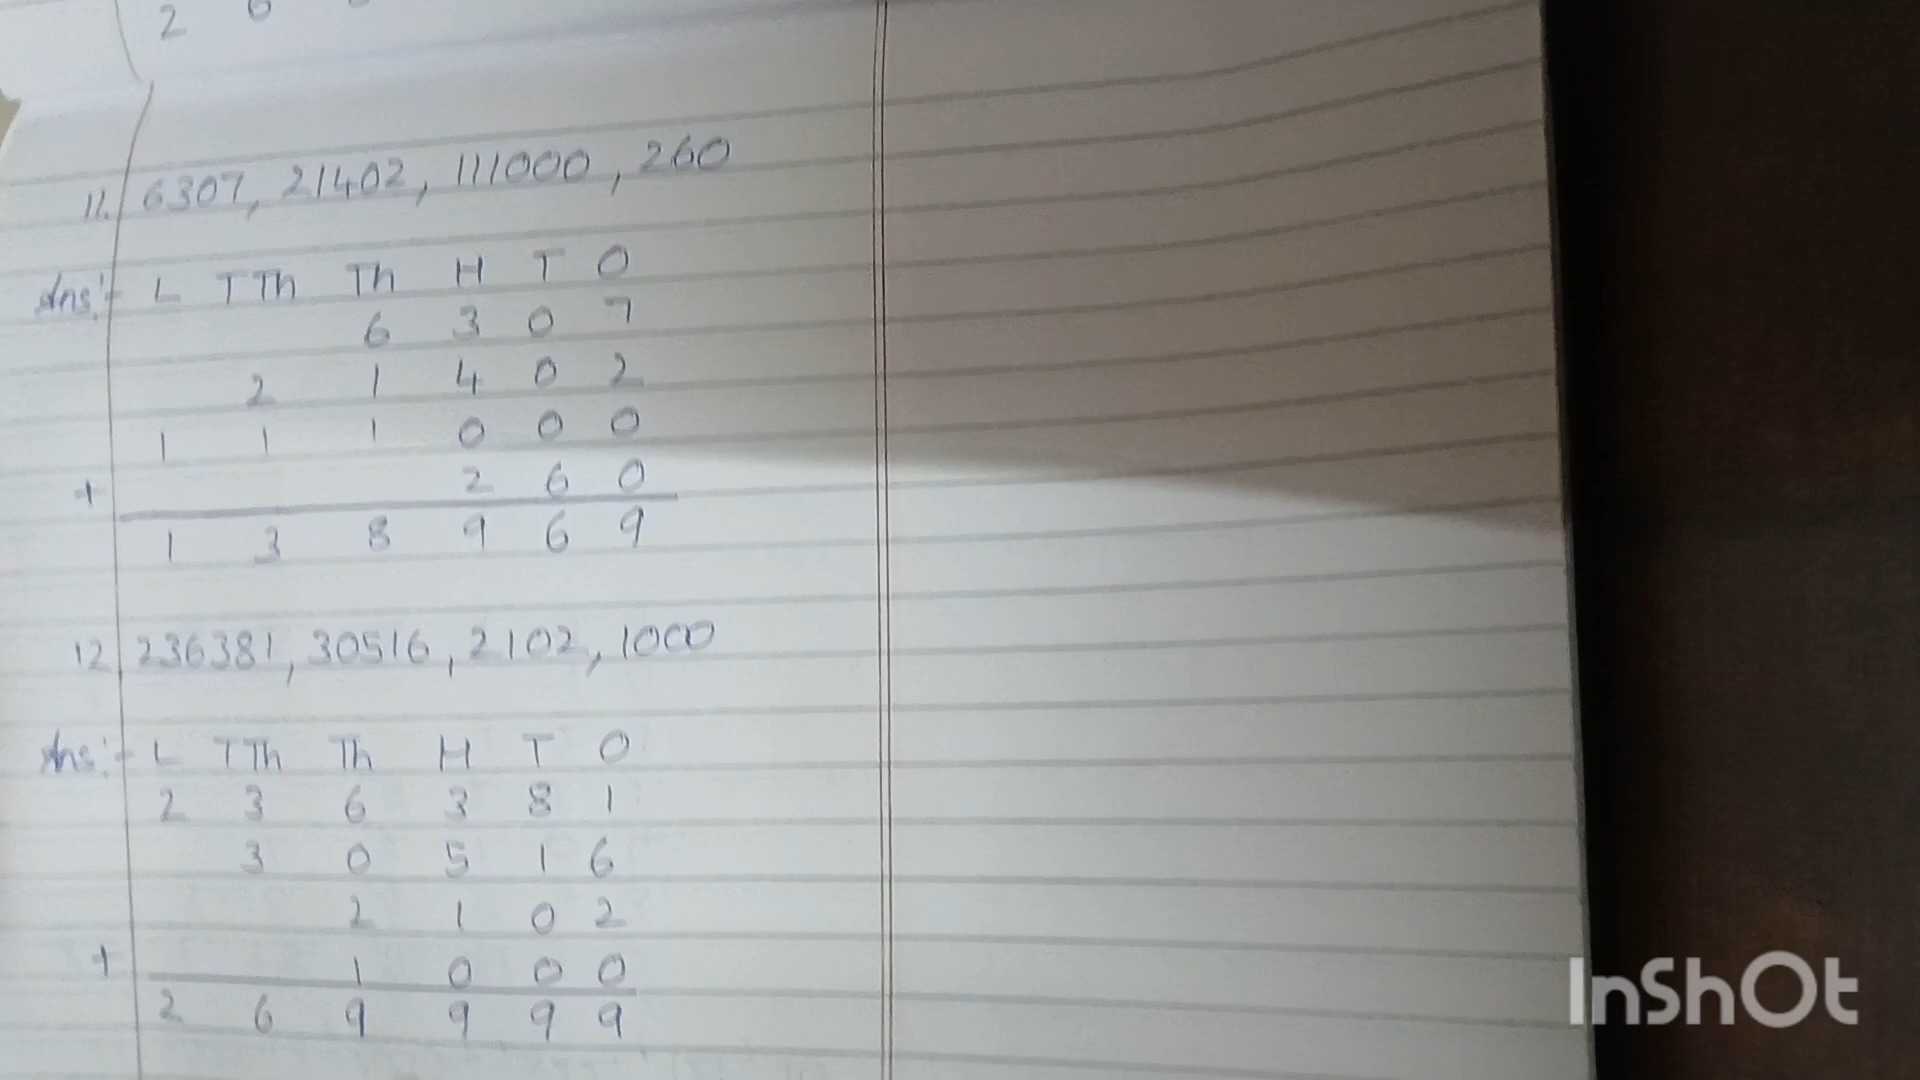 2 6
11. 6307, 21402, 111000, 260
Ans:- L TTh Th H T O
6 3 0 7
2 1 4 0 2
1 1 1 0 0 0
+ 2 6 0
1 3 8 9 6 9
12 236381, 30516, 2102, 1000
Ans:- L TTh Th H T O
2 3 6 3 8 1
3 0 5 1 6
2 1 0 2
+ 1 0 0 0
2 6 9 9 9 9
InShOt